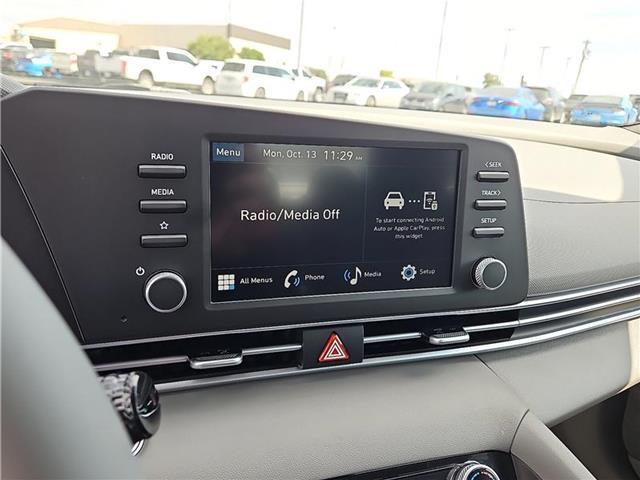 Menu Mon, Oct. 13 11:29 AM
RADIO
MEDIA
Radio/Media Off
To start connecting Android
Auto or Apple CarPlay, press
this widget.
All Menus Phone Media Setup
< SEEK
TRACK >
SETUP